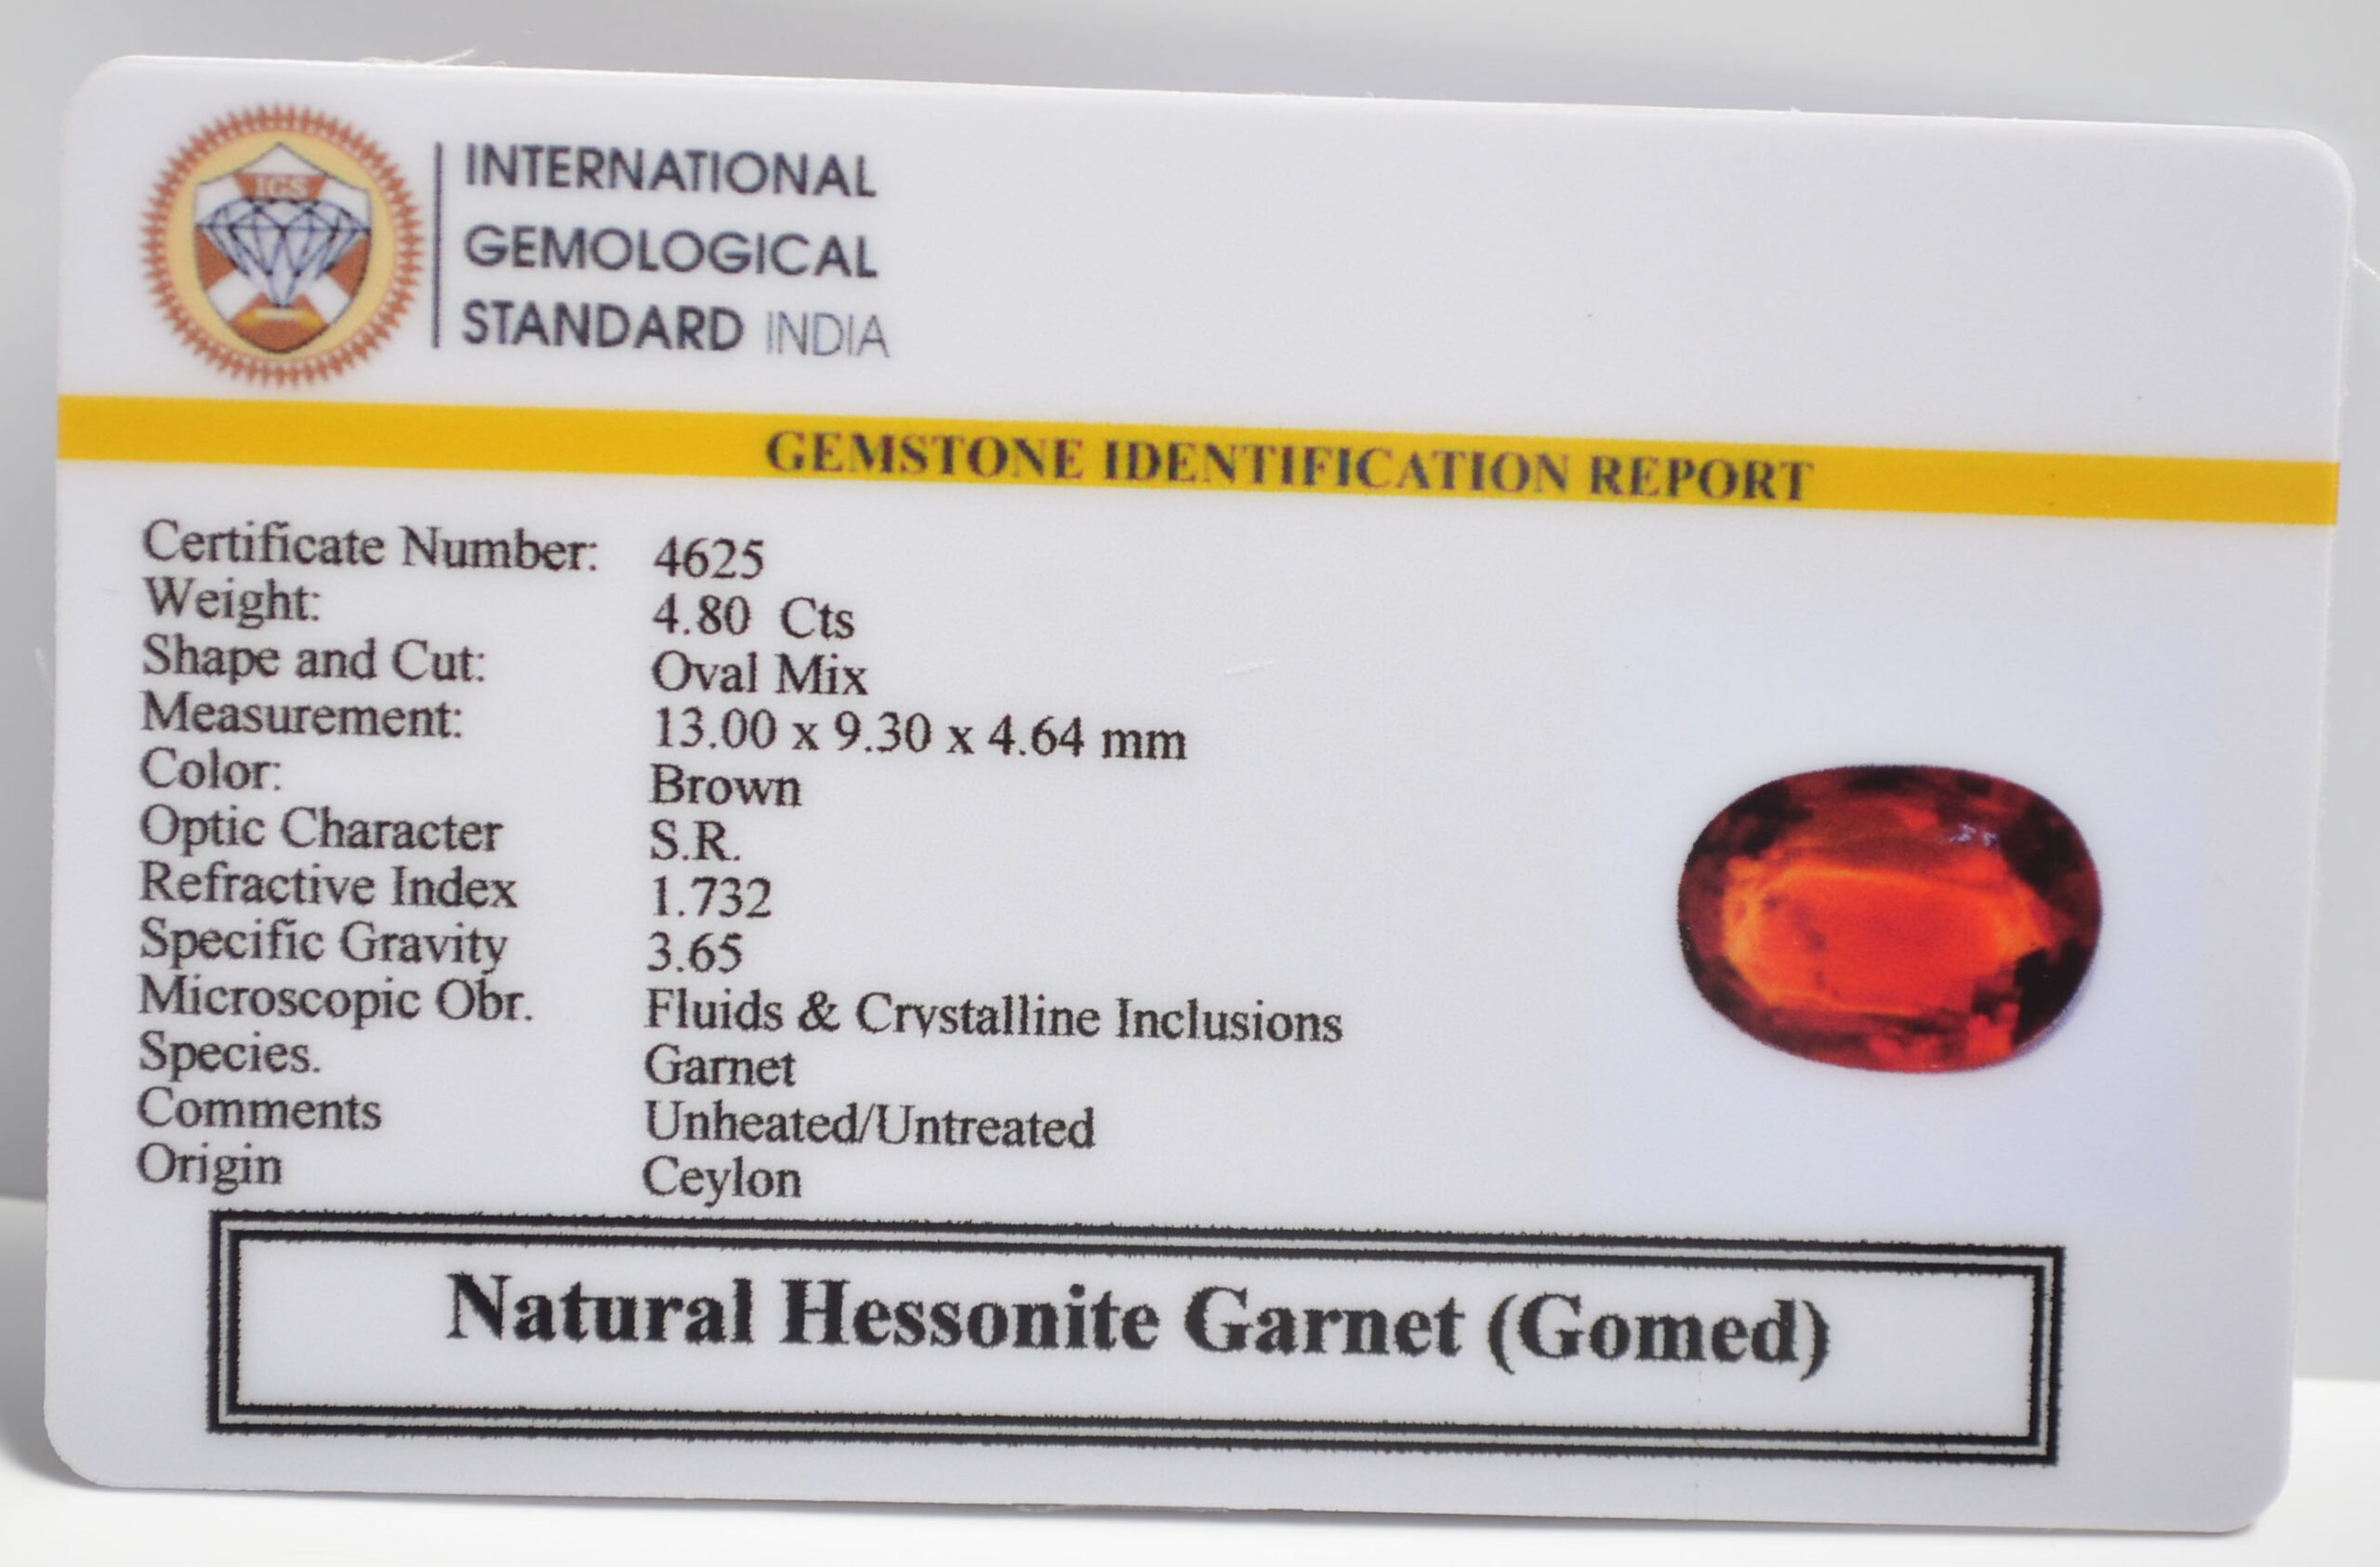 IGS
INTERNATIONAL
GEMOLOGICAL
STANDARD INDIA
GEMSTONE IDENTIFICATION REPORT
Certificate Number: 4625
Weight: 4.80 Cts
Shape and Cut: Oval Mix
Measurement: 13.00 x 9.30 x 4.64 mm
Color: Brown
Optic Character S.R.
Refractive Index 1.732
Specific Gravity 3.65
Microscopic Obr. Fluids & Crystalline Inclusions
Species. Garnet
Comments Unheated/Untreated
Origin Ceylon
Natural Hessonite Garnet (Gomed)